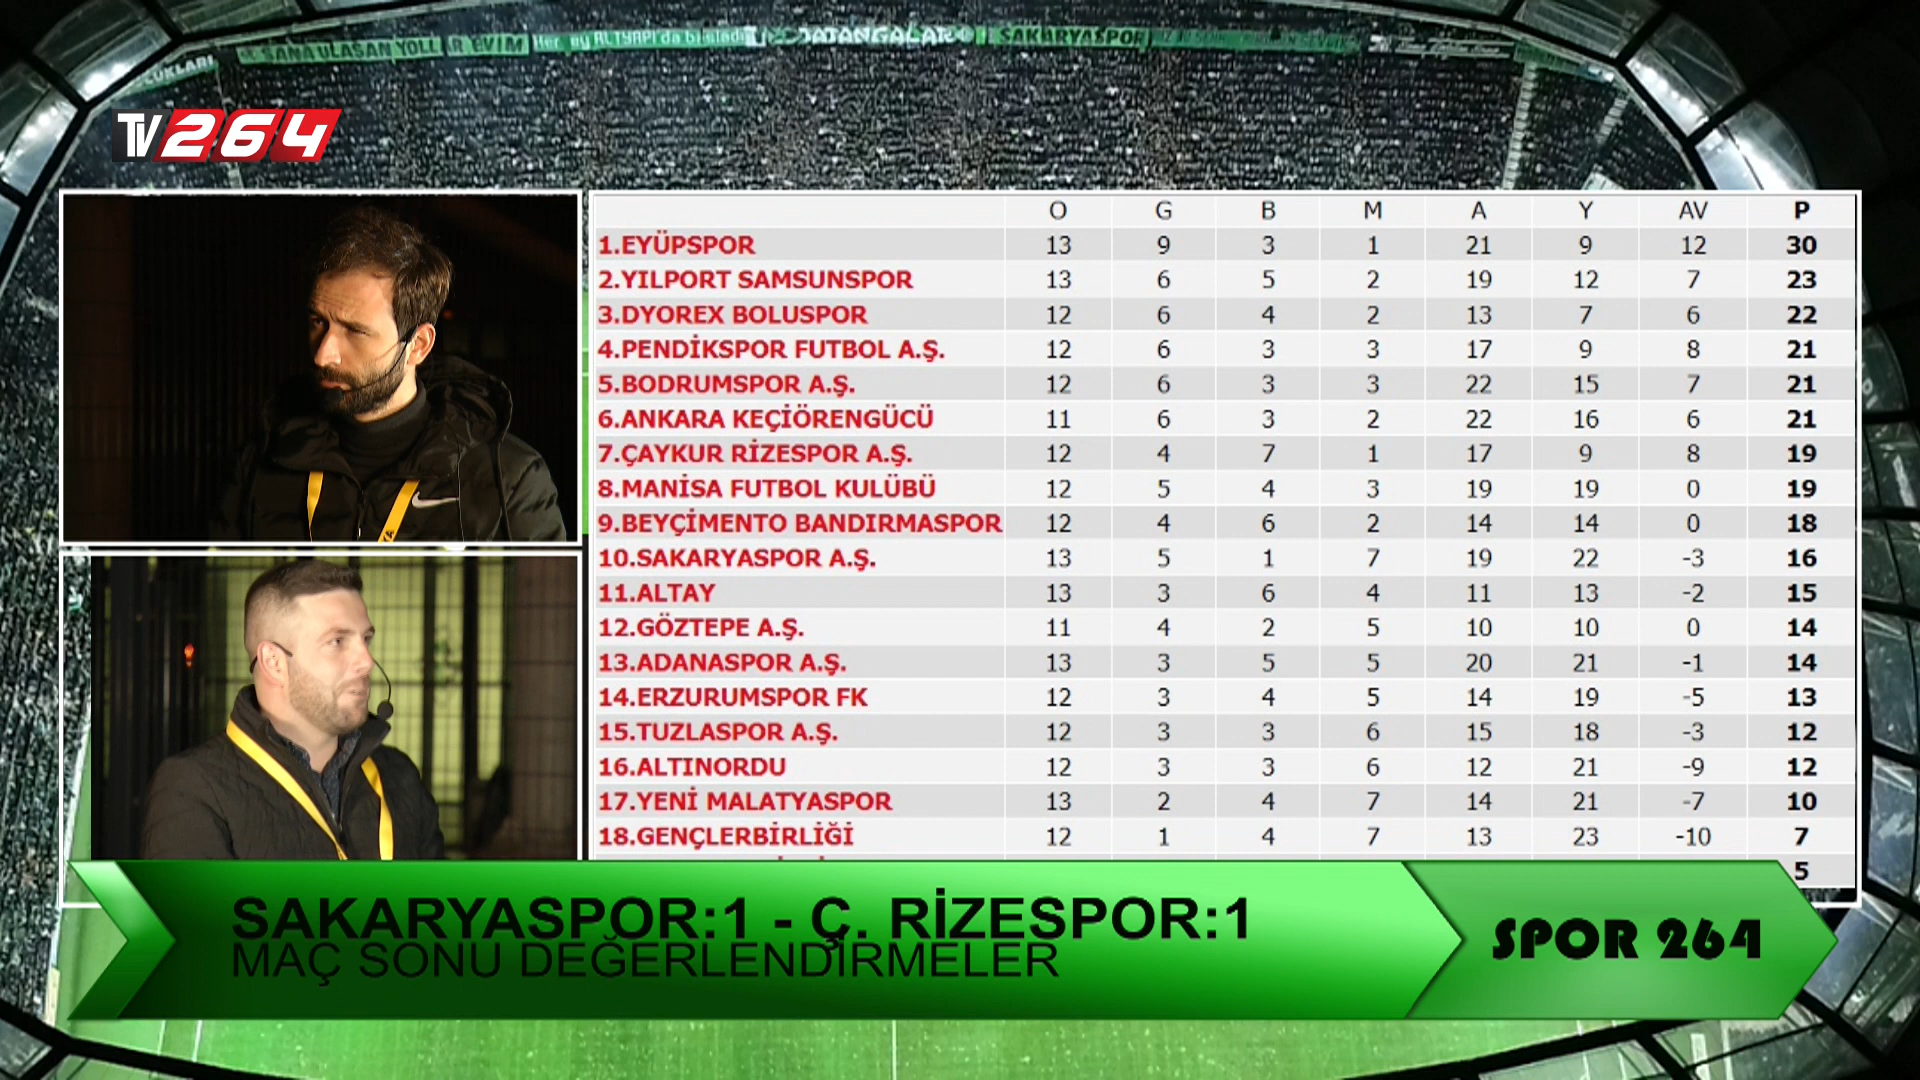 SANA ULAŞAN YOLL
R EVİM
TATANGALAR
SAKARYASPOR
TV264
O G B M A Y AV P
1.EYÜPSPOR 13 9 3 1 21 9 12 30
2.YILPORT SAMSUNSPOR 13 6 5 2 19 12 7 23
3.DYOREX BOLUSPOR 12 6 4 2 13 7 6 22
4.PENDİKSPOR FUTBOL A.Ş. 12 6 3 3 17 9 8 21
5.BODRUMSPOR A.Ş. 12 6 3 3 22 15 7 21
6.ANKARA KEÇİÖRENGÜCÜ 11 6 3 2 22 16 6 21
7.ÇAYKUR RİZESPOR A.Ş. 12 4 7 1 17 9 8 19
8.MANİSA FUTBOL KULÜBÜ 12 5 4 3 19 19 0 19
9.BEYÇİMENTO BANDIRMASPOR 12 4 6 2 14 14 0 18
10.SAKARYASPOR A.Ş. 13 5 1 7 19 22 -3 16
11.ALTAY 13 3 6 4 11 13 -2 15
12.GÖZTEPE A.Ş. 11 4 2 5 10 10 0 14
13.ADANASPOR A.Ş. 13 3 5 5 20 21 -1 14
14.ERZURUMSPOR FK 12 3 4 5 14 19 -5 13
15.TUZLASPOR A.Ş. 12 3 3 6 15 18 -3 12
16.ALTINORDU 12 3 3 6 12 21 -9 12
17.YENİ MALATYASPOR 13 2 4 7 14 21 -7 10
18.GENÇLERBİRLİĞİ 12 1 4 7 13 23 -10 7
5
SAKARYASPOR:1 - Ç. RİZESPOR:1
MAÇ SONU DEĞERLENDİRMELER
SPOR 264